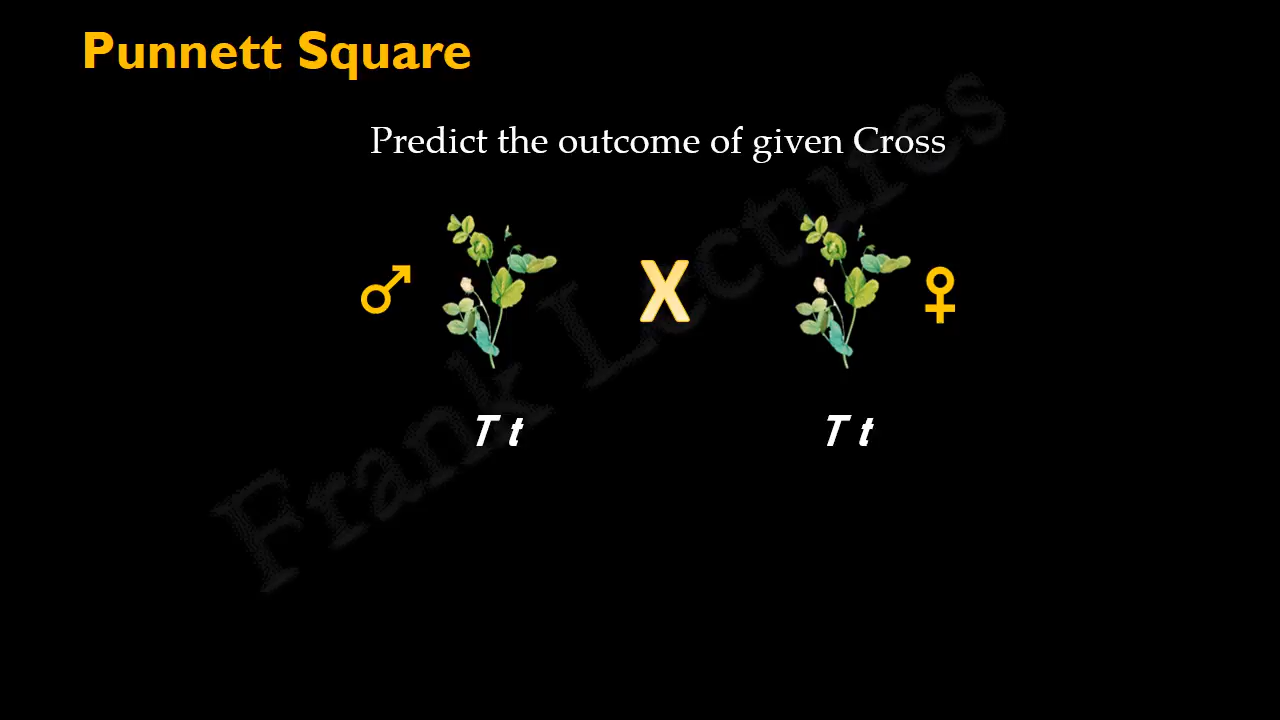 Punnett Square
Predict the outcome of given Cross
♂ X ♀
T t T t
Frank Lectures